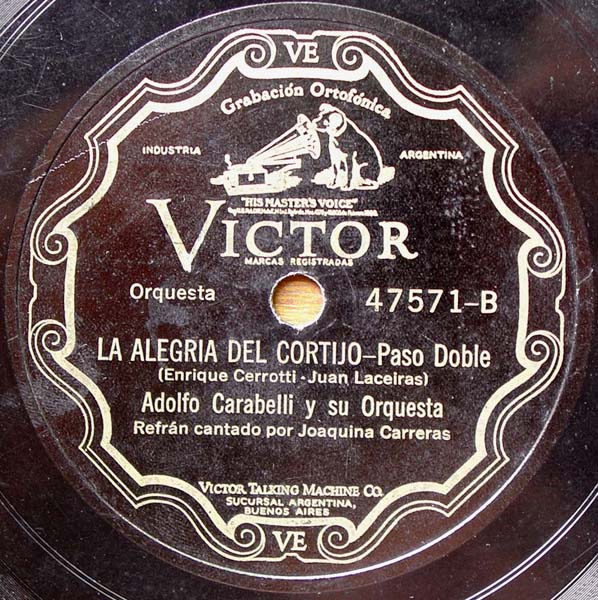 VE
Grabación Ortofónica
INDUSTRIA ARGENTINA
"HIS MASTER'S VOICE"
VICTOR
MARCAS REGISTRADAS
Orquesta 47571-B
LA ALEGRIA DEL CORTIJO-Paso Doble
(Enrique Cerrotti - Juan Laceiras)
Adolfo Carabelli y su Orquesta
Refrán cantado por Joaquina Carreras
VICTOR TALKING MACHINE CO.
SUCURSAL ARGENTINA,
BUENOS AIRES
VE